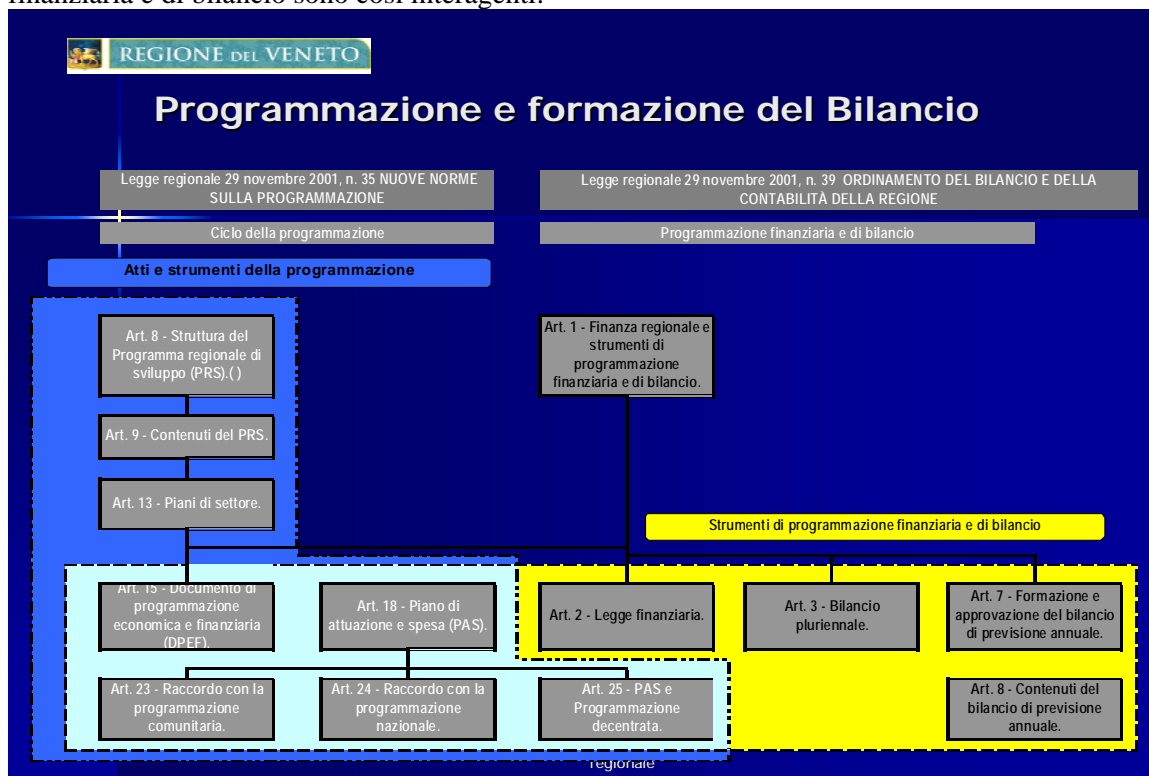 finanziaria e di bilancio sono così interagenti:
REGIONE DEL VENETO
Programmazione e formazione del Bilancio
Legge regionale 29 novembre 2001, n. 35 NUOVE NORME
SULLA PROGRAMMAZIONE
Legge regionale 29 novembre 2001, n. 39 ORDINAMENTO DEL BILANCIO E DELLA
CONTABILITÀ DELLA REGIONE
Ciclo della programmazione
Programmazione finanziaria e di bilancio
Atti e strumenti della programmazione
Art. 8 - Struttura del
Programma regionale di
sviluppo (PRS).( )
Art. 1 - Finanza regionale e
strumenti di
programmazione
finanziaria e di bilancio.
Art. 9 - Contenuti del PRS.
Art. 13 - Piani di settore.
Strumenti di programmazione finanziaria e di bilancio
Art. 15 - Documento di
programmazione
economica e finanziaria
(DPEF).
Art. 18 - Piano di
attuazione e spesa (PAS).
Art. 2 - Legge finanziaria.
Art. 3 - Bilancio
pluriennale.
Art. 7 - Formazione e
approvazione del bilancio
di previsione annuale.
Art. 23 - Raccordo con la
programmazione
comunitaria.
Art. 24 - Raccordo con la
programmazione
nazionale.
Art. 25 - PAS e
Programmazione
decentrata.
Art. 8 - Contenuti del
bilancio di previsione
annuale.
regionale